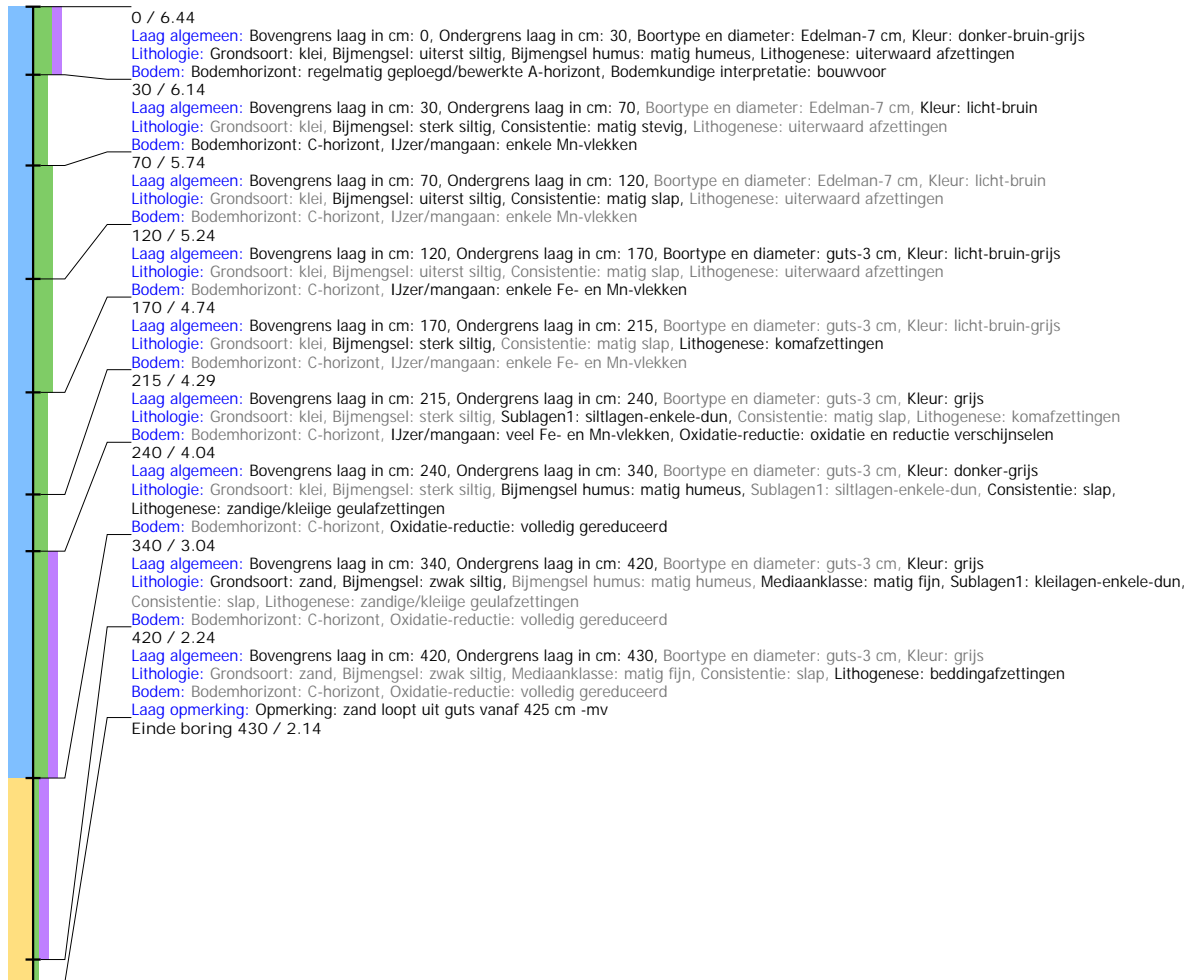 0 / 6.44
Laag algemeen: Bovengrens laag in cm: 0, Ondergrens laag in cm: 30, Boortype en diameter: Edelman-7 cm, Kleur: donker-bruin-grijs
Lithologie: Grondsoort: klei, Bijmengsel: uiterst siltig, Bijmengsel humus: matig humeus, Lithogenese: uiterwaard afzettingen
Bodem: Bodemhorizont: regelmatig geploegd/bewerkte A-horizont, Bodemkundige interpretatie: bouwvoor
30 / 6.14
Laag algemeen: Bovengrens laag in cm: 30, Ondergrens laag in cm: 70, Boortype en diameter: Edelman-7 cm, Kleur: licht-bruin
Lithologie: Grondsoort: klei, Bijmengsel: sterk siltig, Consistentie: matig stevig, Lithogenese: uiterwaard afzettingen
Bodem: Bodemhorizont: C-horizont, IJzer/mangaan: enkele Mn-vlekken
70 / 5.74
Laag algemeen: Bovengrens laag in cm: 70, Ondergrens laag in cm: 120, Boortype en diameter: Edelman-7 cm, Kleur: licht-bruin
Lithologie: Grondsoort: klei, Bijmengsel: uiterst siltig, Consistentie: matig slap, Lithogenese: uiterwaard afzettingen
Bodem: Bodemhorizont: C-horizont, IJzer/mangaan: enkele Mn-vlekken
120 / 5.24
Laag algemeen: Bovengrens laag in cm: 120, Ondergrens laag in cm: 170, Boortype en diameter: guts-3 cm, Kleur: licht-bruin-grijs
Lithologie: Grondsoort: klei, Bijmengsel: uiterst siltig, Consistentie: matig slap, Lithogenese: uiterwaard afzettingen
Bodem: Bodemhorizont: C-horizont, IJzer/mangaan: enkele Fe- en Mn-vlekken
170 / 4.74
Laag algemeen: Bovengrens laag in cm: 170, Ondergrens laag in cm: 215, Boortype en diameter: guts-3 cm, Kleur: licht-bruin-grijs
Lithologie: Grondsoort: klei, Bijmengsel: sterk siltig, Consistentie: matig slap, Lithogenese: komafzettingen
Bodem: Bodemhorizont: C-horizont, IJzer/mangaan: enkele Fe- en Mn-vlekken
215 / 4.29
Laag algemeen: Bovengrens laag in cm: 215, Ondergrens laag in cm: 240, Boortype en diameter: guts-3 cm, Kleur: grijs
Lithologie: Grondsoort: klei, Bijmengsel: sterk siltig, Sublagen1: siltlagen-enkele-dun, Consistentie: matig slap, Lithogenese: komafzettingen
Bodem: Bodemhorizont: C-horizont, IJzer/mangaan: veel Fe- en Mn-vlekken, Oxidatie-reductie: oxidatie en reductie verschijnselen
240 / 4.04
Laag algemeen: Bovengrens laag in cm: 240, Ondergrens laag in cm: 340, Boortype en diameter: guts-3 cm, Kleur: donker-grijs
Lithologie: Grondsoort: klei, Bijmengsel: sterk siltig, Bijmengsel humus: matig humeus, Sublagen1: siltlagen-enkele-dun, Consistentie: slap,
Lithogenese: zandige/kleiige geulafzettingen
Bodem: Bodemhorizont: C-horizont, Oxidatie-reductie: volledig gereduceerd
340 / 3.04
Laag algemeen: Bovengrens laag in cm: 340, Ondergrens laag in cm: 420, Boortype en diameter: guts-3 cm, Kleur: grijs
Lithologie: Grondsoort: zand, Bijmengsel: zwak siltig, Bijmengsel humus: matig humeus, Mediaanklasse: matig fijn, Sublagen1: kleilagen-enkele-dun,
Consistentie: slap, Lithogenese: zandige/kleiige geulafzettingen
Bodem: Bodemhorizont: C-horizont, Oxidatie-reductie: volledig gereduceerd
420 / 2.24
Laag algemeen: Bovengrens laag in cm: 420, Ondergrens laag in cm: 430, Boortype en diameter: guts-3 cm, Kleur: grijs
Lithologie: Grondsoort: zand, Bijmengsel: zwak siltig, Mediaanklasse: matig fijn, Consistentie: slap, Lithogenese: beddingafzettingen
Bodem: Bodemhorizont: C-horizont, Oxidatie-reductie: volledig gereduceerd
Laag opmerking: Opmerking: zand loopt uit guts vanaf 425 cm -mv
Einde boring 430 / 2.14